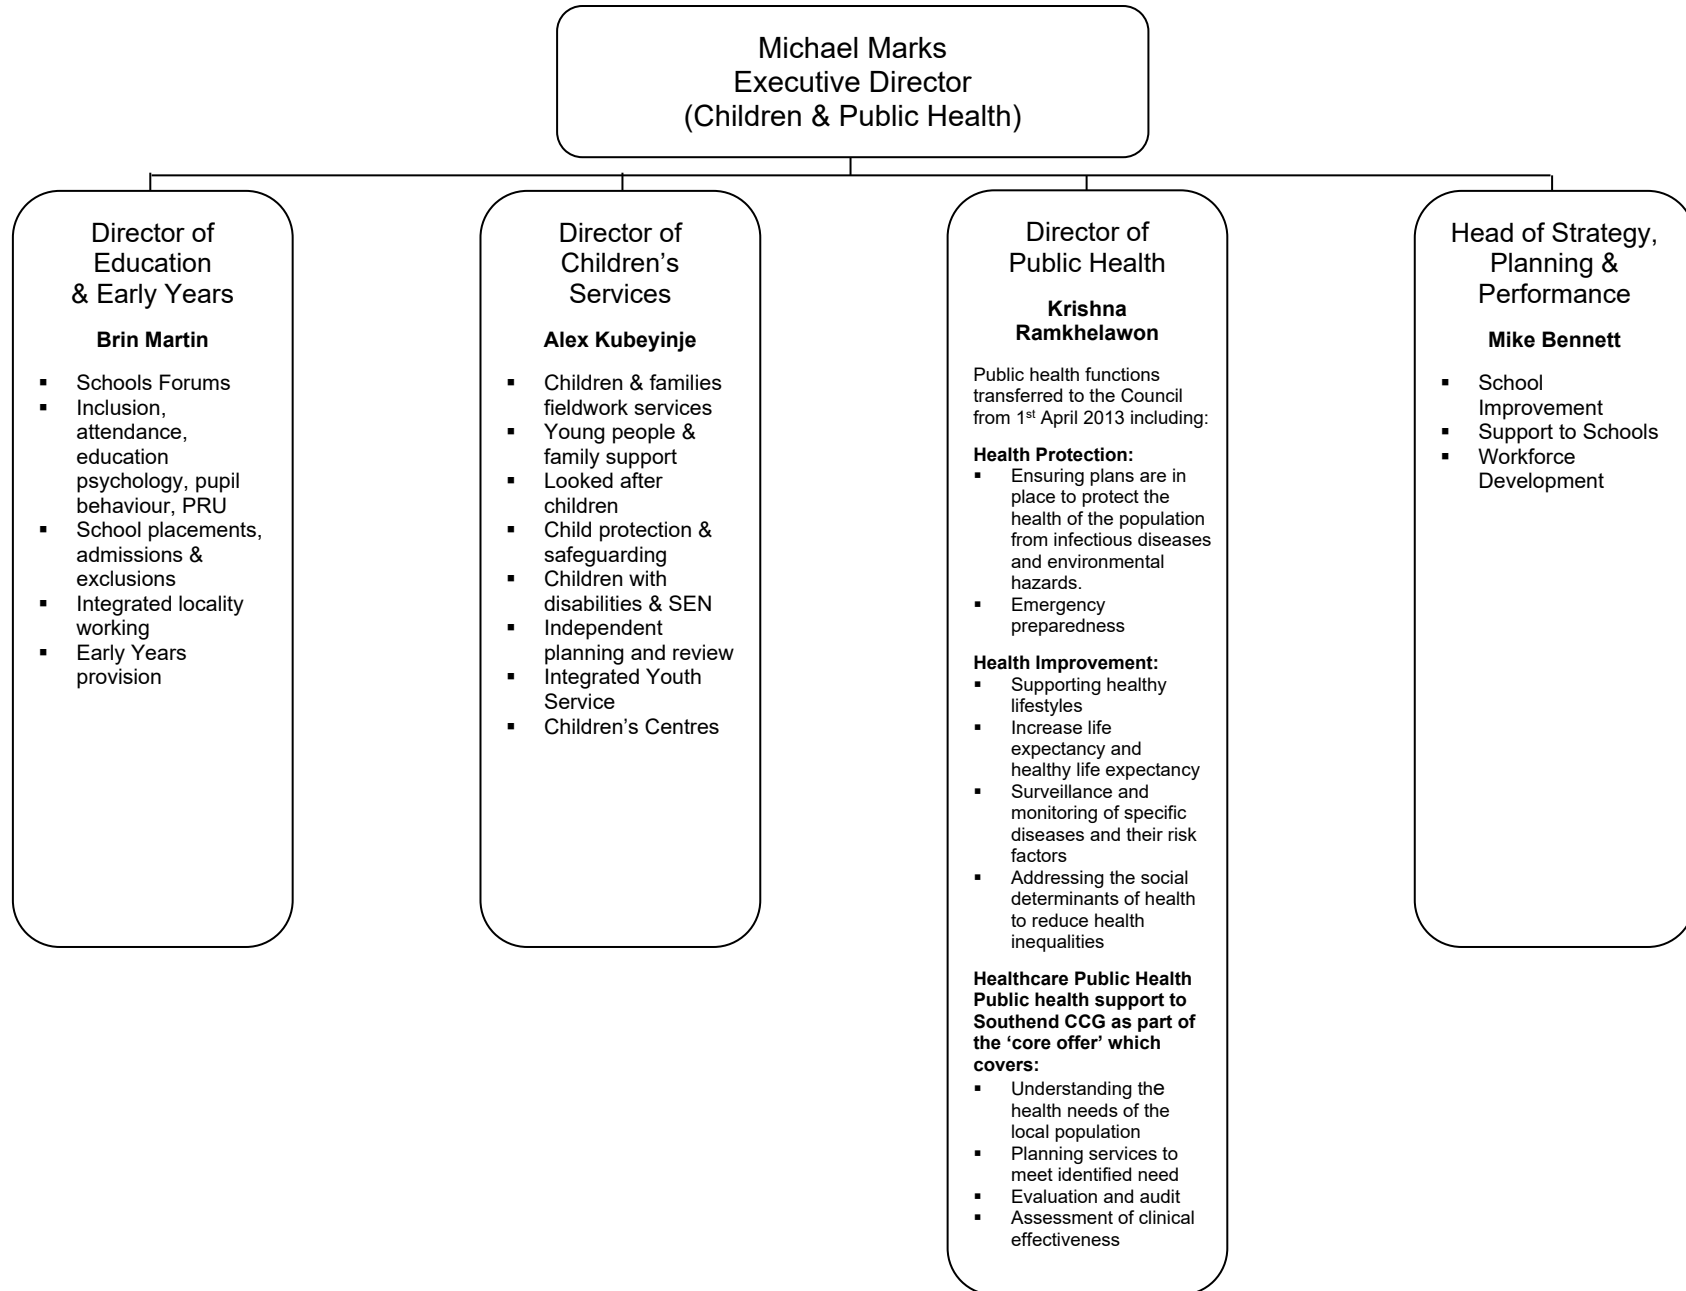 Michael Marks
Executive Director
(Children & Public Health)
Director of
Education
& Early Years
Brin Martin
▪ Schools Forums
▪ Inclusion,
attendance,
education
psychology, pupil
behaviour, PRU
▪ School placements,
admissions &
exclusions
▪ Integrated locality
working
▪ Early Years
provision
Director of
Children’s
Services
Alex Kubeyinje
▪ Children & families
fieldwork services
▪ Young people &
family support
▪ Looked after
children
▪ Child protection &
safeguarding
▪ Children with
disabilities & SEN
▪ Independent
planning and review
▪ Integrated Youth
Service
▪ Children’s Centres
Director of
Public Health
Krishna
Ramkhelawon
Public health functions
transferred to the Council
from 1st April 2013 including:
Health Protection:
▪ Ensuring plans are in
place to protect the
health of the population
from infectious diseases
and environmental
hazards.
▪ Emergency
preparedness
Health Improvement:
▪ Supporting healthy
lifestyles
▪ Increase life
expectancy and
healthy life expectancy
▪ Surveillance and
monitoring of specific
diseases and their risk
factors
▪ Addressing the social
determinants of health
to reduce health
inequalities
Healthcare Public Health
Public health support to
Southend CCG as part of
the ‘core offer’ which
covers:
▪ Understanding the
health needs of the
local population
▪ Planning services to
meet identified need
▪ Evaluation and audit
▪ Assessment of clinical
effectiveness
Head of Strategy,
Planning &
Performance
Mike Bennett
▪ School
Improvement
▪ Support to Schools
▪ Workforce
Development